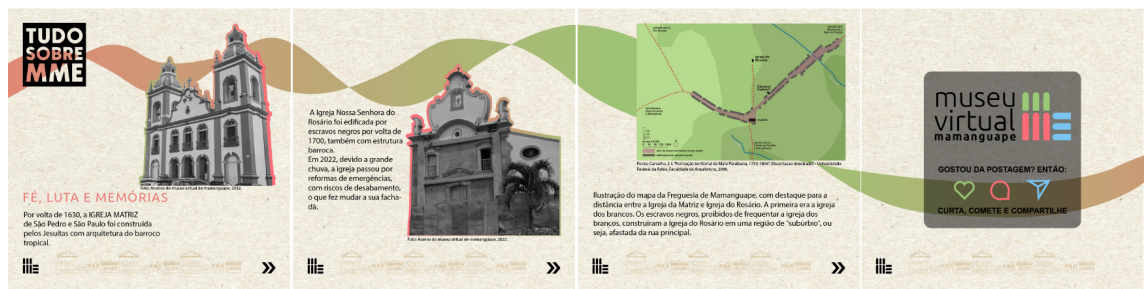 TUDO
SOBRE
MME
Foto: Acervo do museu virtual de Mamanguape, 2022.
FÉ, LUTA E MEMÓRIAS
Por volta de 1630, a IGREJA MATRIZ
de São Pedro e São Paulo foi construída
pelos Jesuítas com arquitetura do barroco
tropical.
A Igreja Nossa Senhora do
Rosário foi edificada por
escravos negros por volta de
1700, também com estrutura
barroca.
Em 2022, devido a grande
chuva, a igreja passou por
reformas de emergências,
com riscos de desabamento,
o que fez mudar a sua facha-
da.
Foto: Acervo do museu virtual de mamanguape, 2022.
Federal da Bahia, Faculdade de Arquitetura, 2008.
Ilustração do mapa da Freguesia de Mamanguape, com destaque para a
distância entre a Igreja da Matriz e Igreja do Rosário. A primeira era a igreja
dos brancos. Os escravos negros, proibidos de frequentar a igreja dos
brancos, construíram a Igreja do Rosário em uma região de "subúrbio", ou
seja, afastada da rua principal.
museu
virtual
mamanguape
GOSTOU DA POSTAGEM? ENTÃO:
CURTA, COMETE E COMPARTILHE